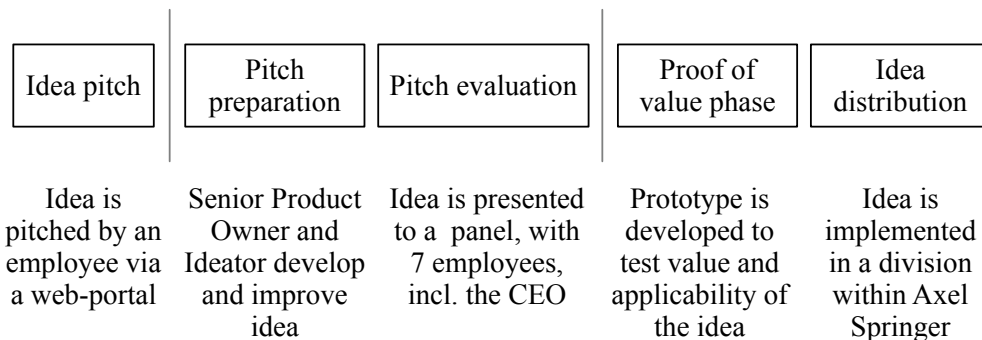 Idea pitch
Pitch
preparation
Pitch evaluation
Proof of
value phase
Idea
distribution
Idea is
pitched by an
employee via
a web-portal
Senior Product
Owner and
Ideator develop
and improve
idea
Idea is presented
to a panel, with
7 employees,
incl. the CEO
Prototype is
developed to
test value and
applicability of
the idea
Idea is
implemented
in a division
within Axel
Springer